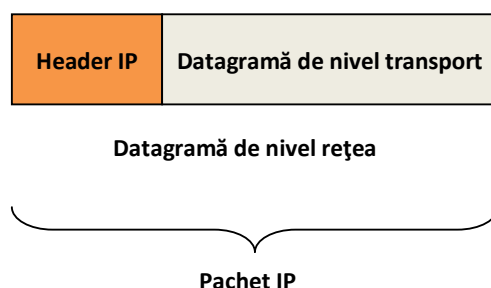 Header IP
Datagramă de nivel transport
Datagramă de nivel reţea
Pachet IP